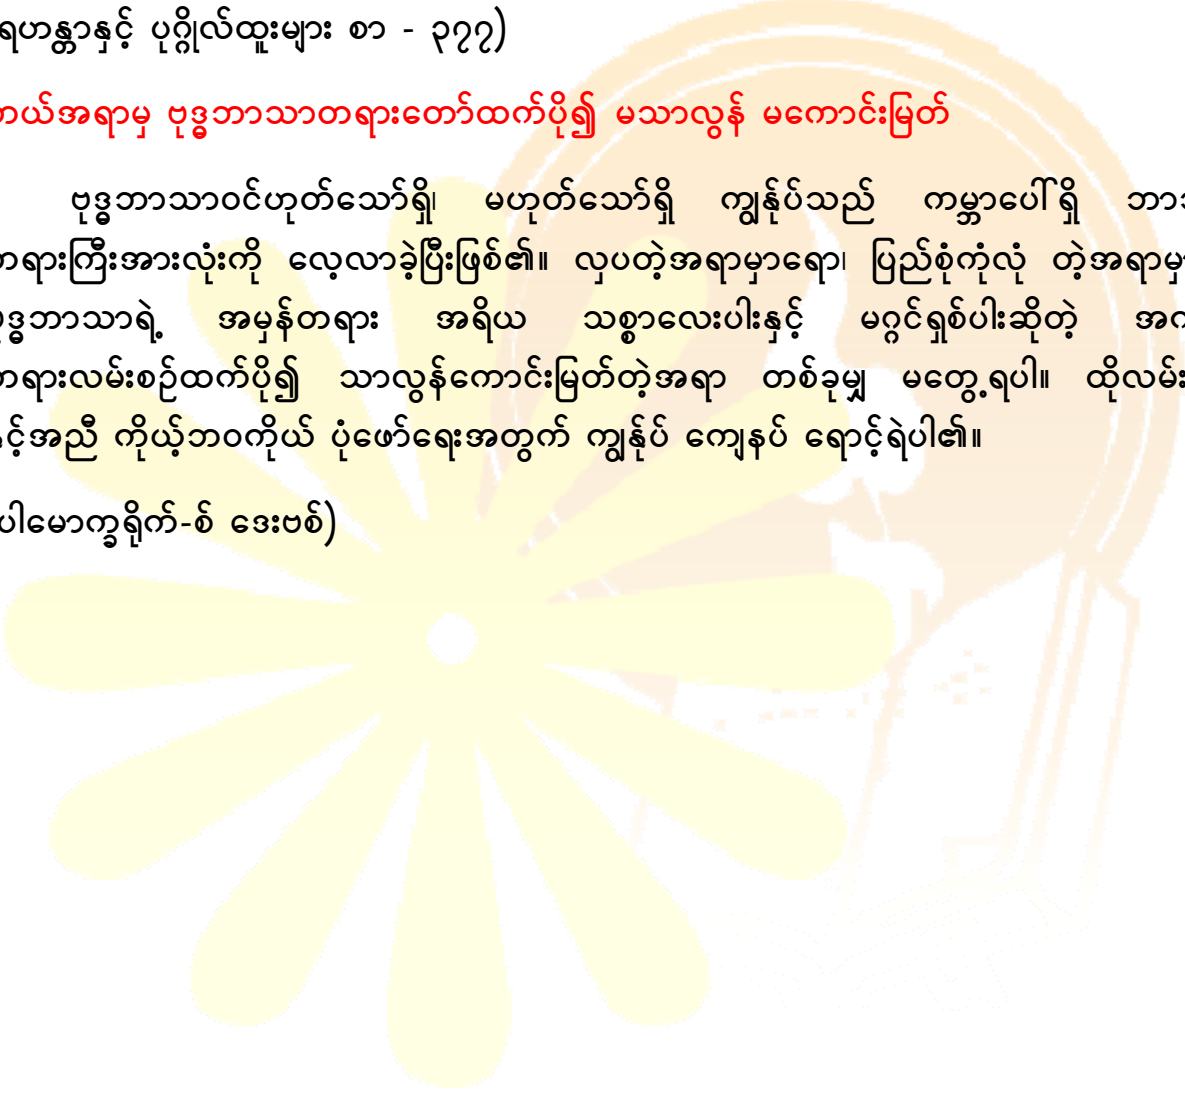 ရဟန္တာနှင့် ပုဂ္ဂိုလ်ထူးများ စာ - ၃၇၇)
ဘယ်အရာမှ ဗုဒ္ဓဘာသာတရားတော်ထက်ပို၍ မသာလွန် မကောင်းမြတ်
ဗုဒ္ဓဘာသာဝင်ဟုတ်သော်ရှိ၊ မဟုတ်သော်ရှိ ကျွန်ုပ်သည် ကမ္ဘာပေါ်ရှိ
တရားကြီးအားလုံးကို လေ့လာခဲ့ပြီးဖြစ်၏။ လှပတဲ့အရာမှာရော၊ ပြည်စုံကုံလုံ တဲ့အရာမှာ
ဗုဒ္ဓဘာသာရဲ့ အမှန်တရား အရိယ သစ္စာလေးပါးနှင့် မဂ္ဂင်ရှစ်ပါးဆိုတဲ့
တရားလမ်းစဉ်ထက်ပို၍ သာလွန်ကောင်းမြတ်တဲ့အရာ တစ်ခုမျှ မတွေ့ရပါ။ ထိုလမ်း
နှင့်အညီ ကိုယ့်ဘဝကိုယ် ပုံဖော်ရေးအတွက် ကျွန်ုပ် ကျေနပ် ရောင့်ရဲပါ၏။
ပါမောက္ခရိုက်-စ် ဒေးဗစ်)